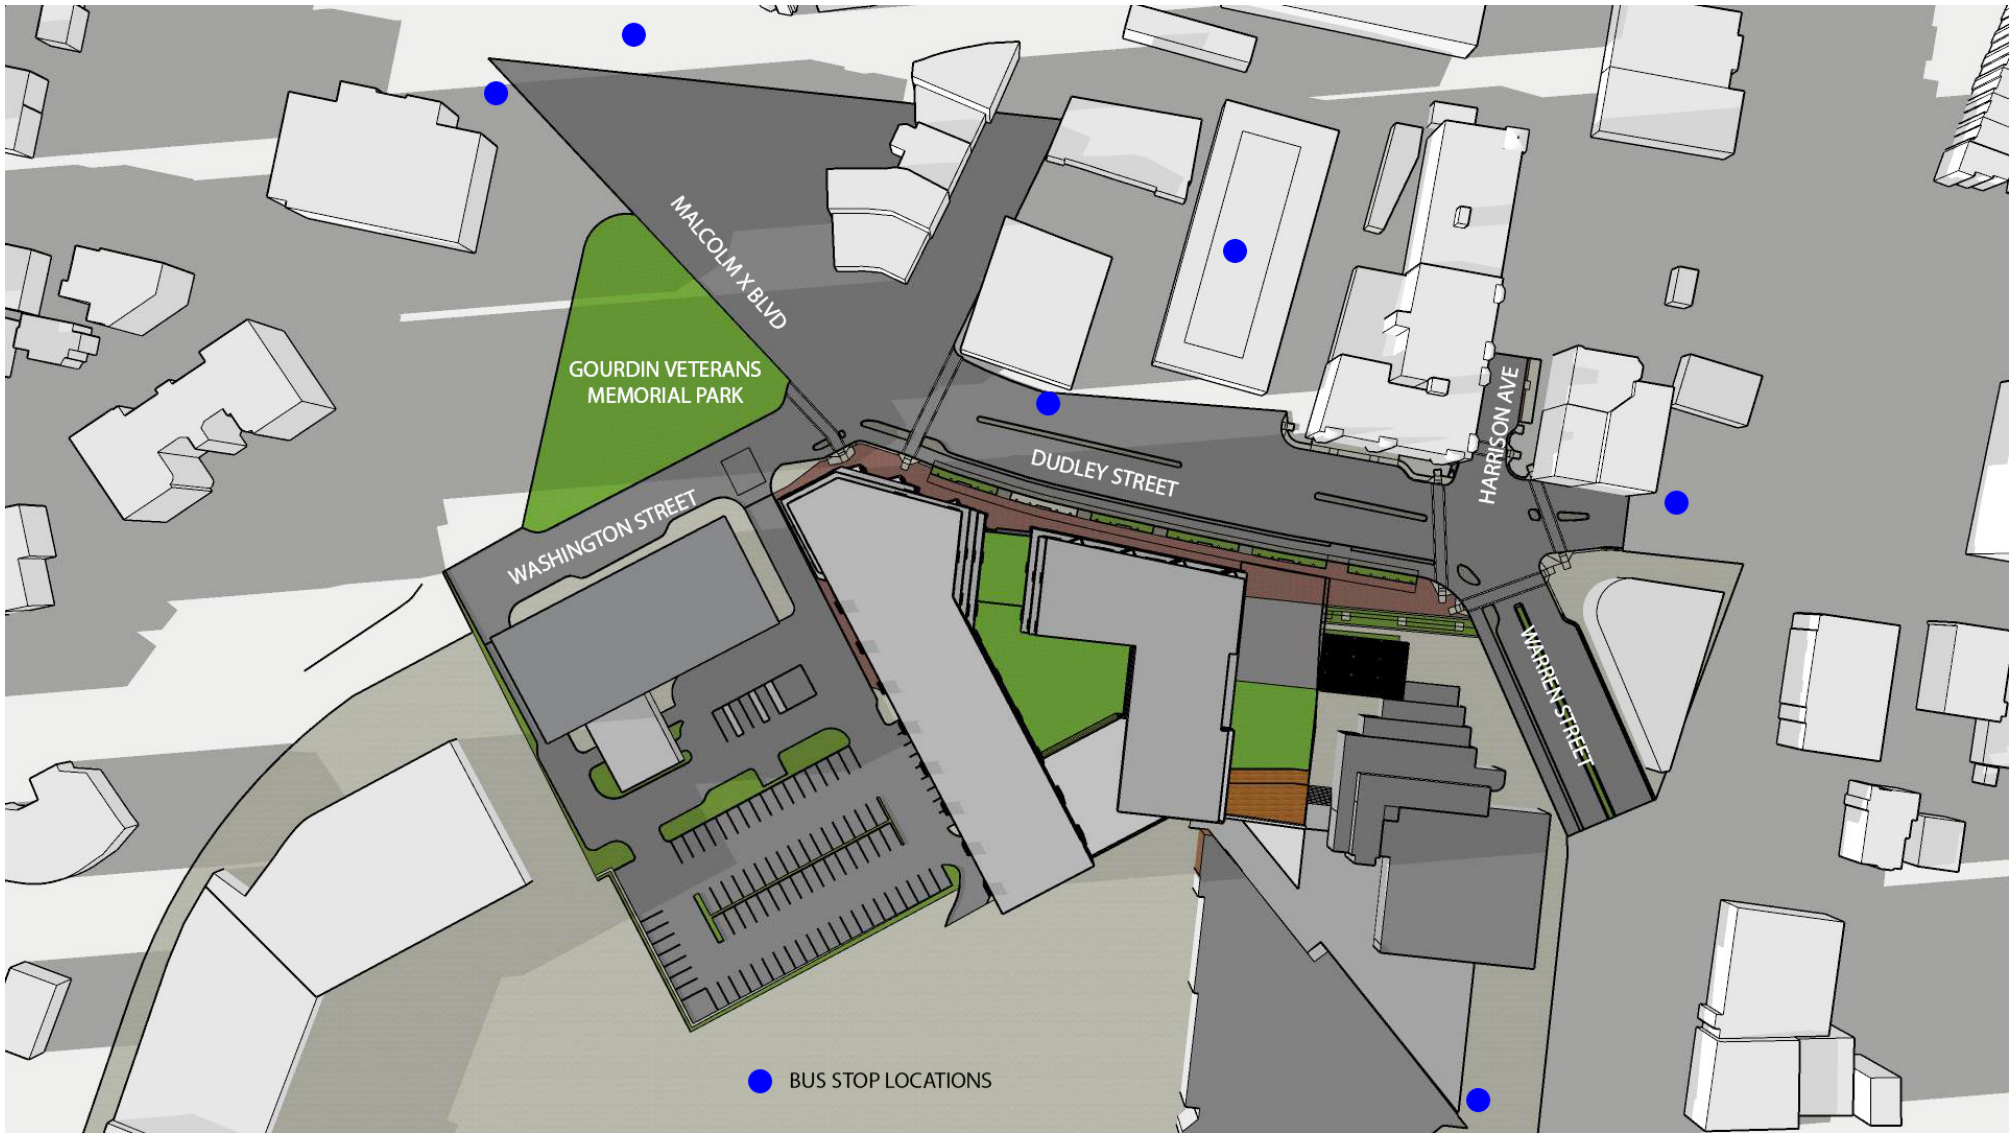 MALCOLM X BLVD
GOURDIN VETERANS
MEMORIAL PARK
HARRISON AVE
DUDLEY STREET
WASHINGTON STREET
WARREN STREET
BUS STOP LOCATIONS